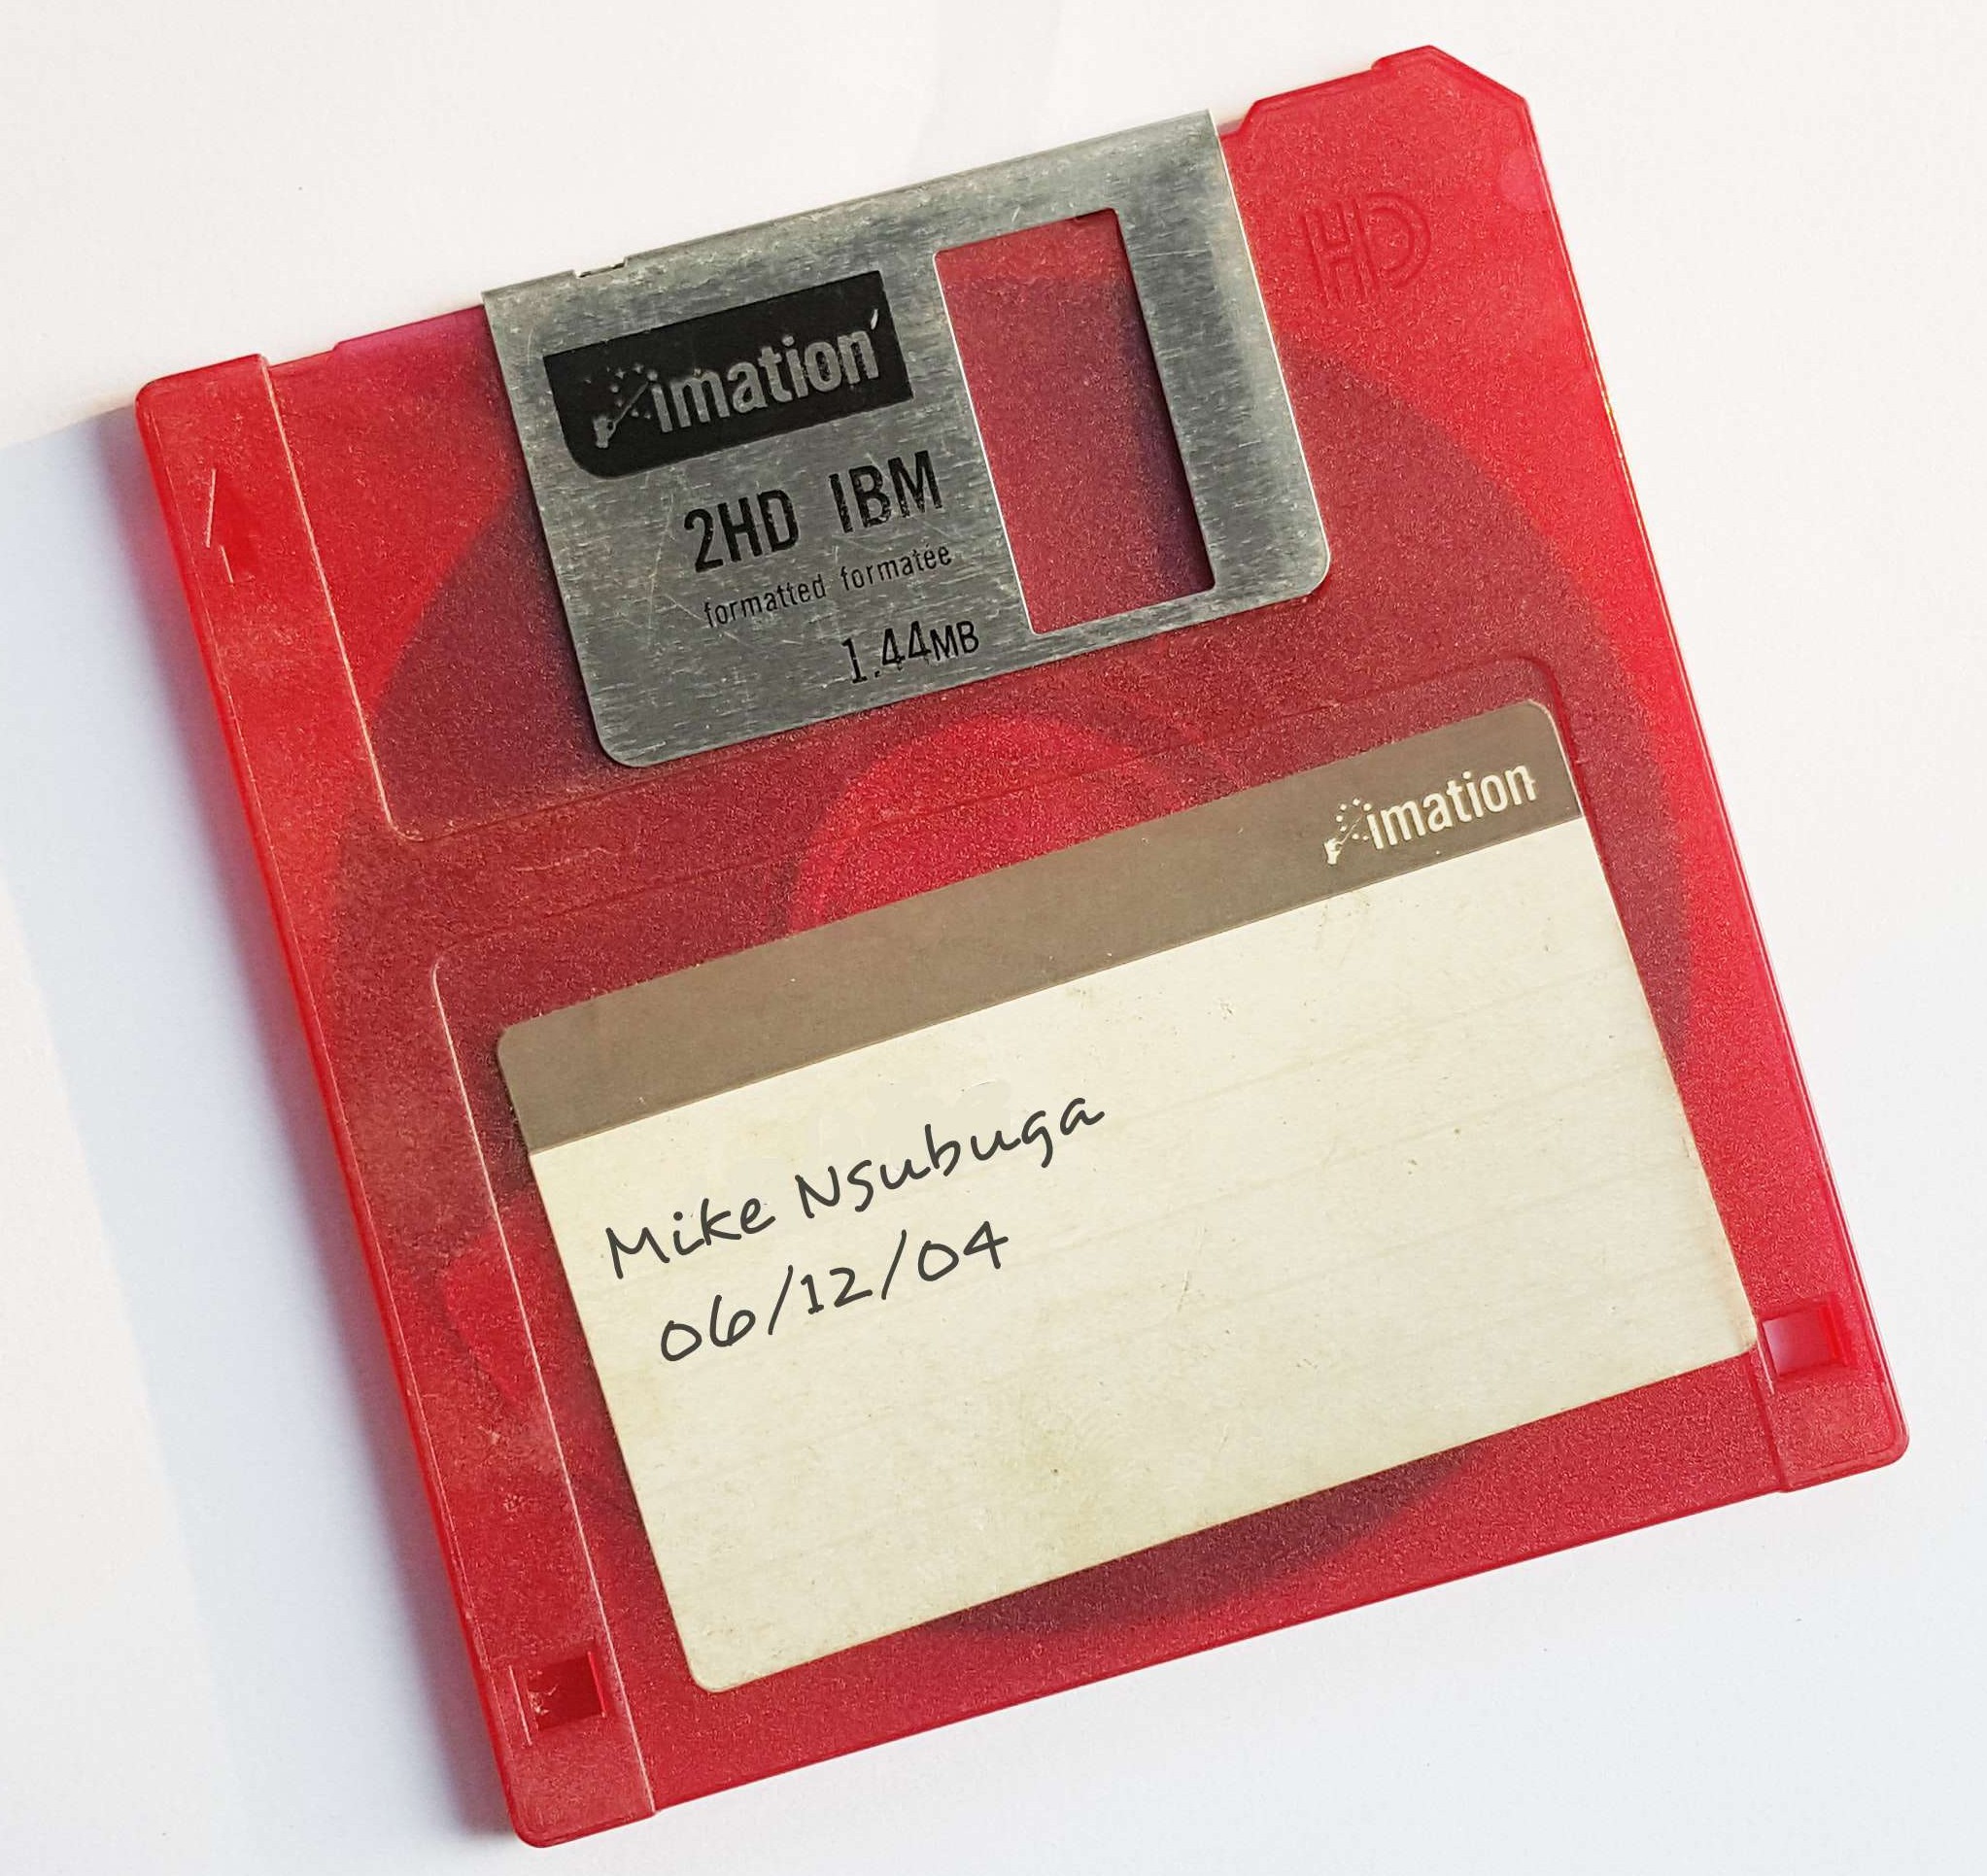 HD
imation
2HD IBM
formatted formatée
1.44MB
imation
Mike Nsubuga
06/12/04